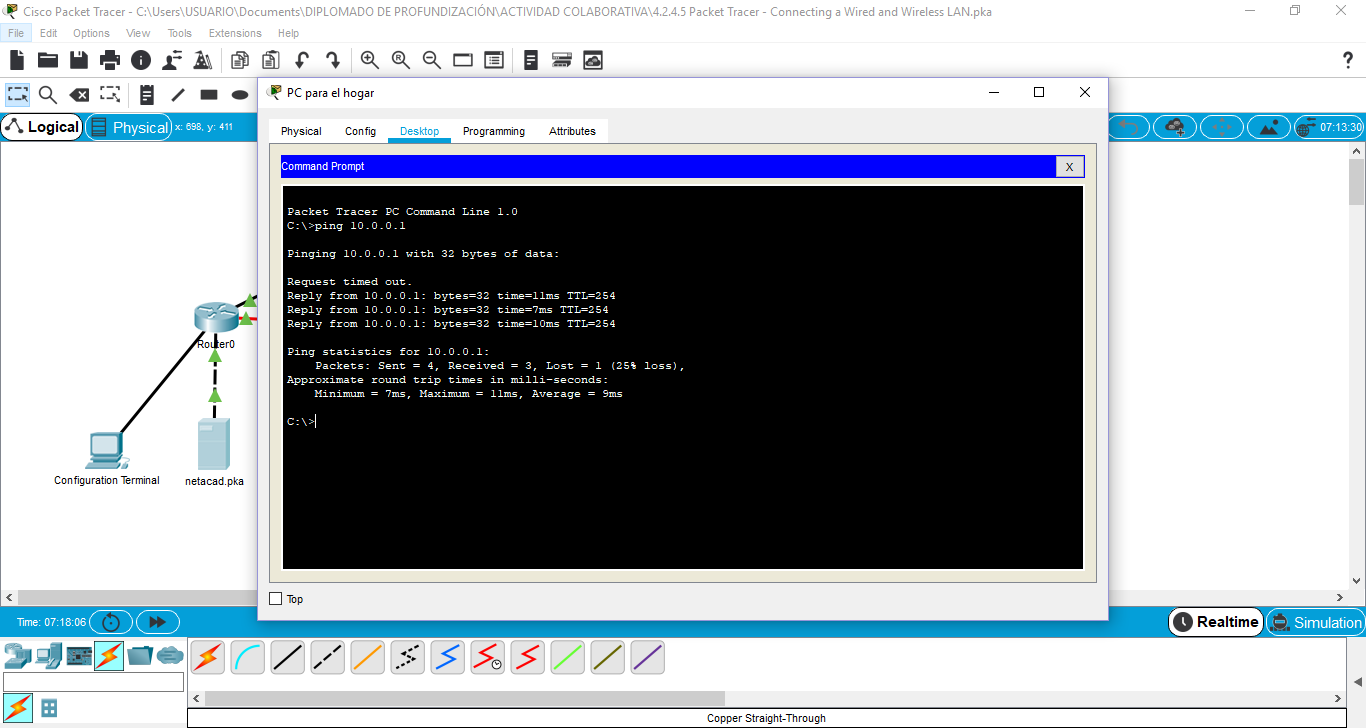 Cisco Packet Tracer - C:\Users\USUARIO\Documents\DIPLOMADO DE PROFUNDIZACIÓN\ACTIVIDAD COLABORATIVA\4.2.4.5 Packet Tracer - Connecting a Wired and Wireless LAN.pka
File Edit Options View Tools Extensions Help
PC para el hogar
Logical Physical x: 698, y: 411
07:13:30
Physical Config Desktop Programming Attributes
Command Prompt
X
Packet Tracer PC Command Line 1.0
C:\>ping 10.0.0.1
Pinging 10.0.0.1 with 32 bytes of data:
Request timed out.
Reply from 10.0.0.1: bytes=32 time=11ms TTL=254
Reply from 10.0.0.1: bytes=32 time=7ms TTL=254
Reply from 10.0.0.1: bytes=32 time=10ms TTL=254
Ping statistics for 10.0.0.1:
Packets: Sent = 4, Received = 3, Lost = 1 (25% loss),
Approximate round trip times in milli-seconds:
Minimum = 7ms, Maximum = 11ms, Average = 9ms
C:\>
Router0
Configuration Terminal
netacad.pka
Top
Time: 07:18:06
Realtime Simulation
Copper Straight-Through